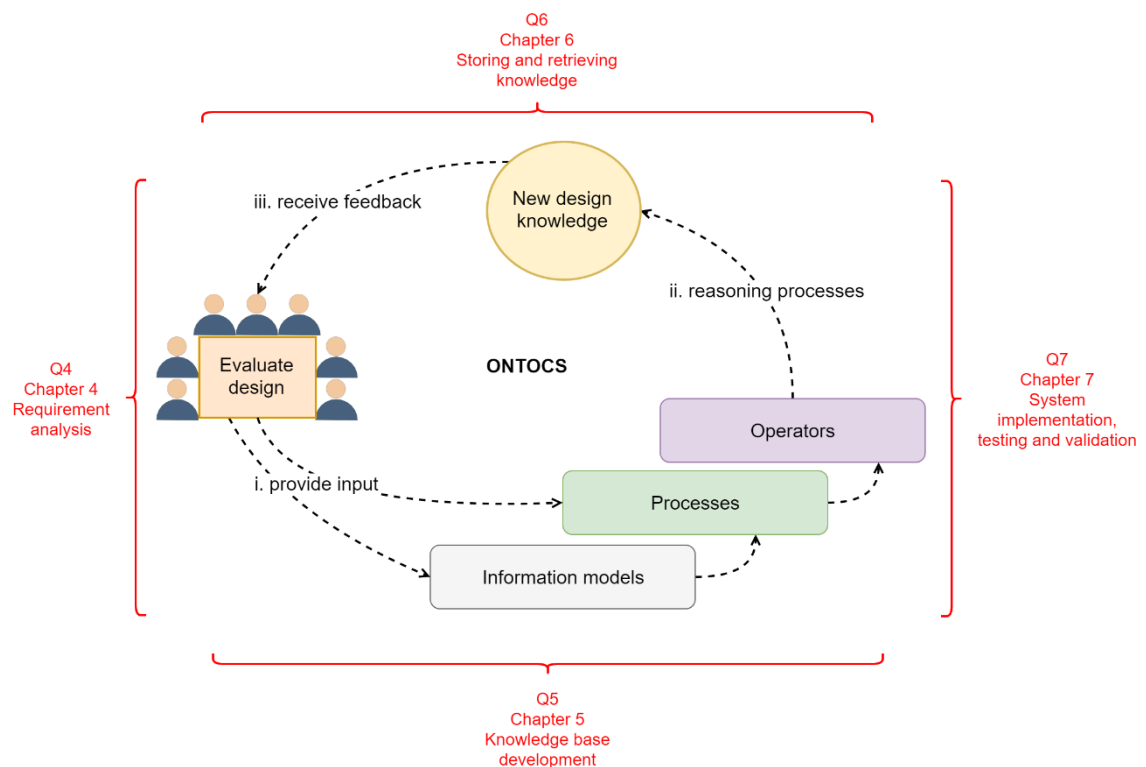 Q6
Chapter 6
Storing and retrieving
knowledge
New design
knowledge
iii. receive feedback
ii. reasoning processes
Evaluate
design
ONTOCS
Q4
Chapter 4
Requirement
analysis
Q7
Chapter 7
System
implementation,
testing and validation
Operators
i. provide input
Processes
Information models
Q5
Chapter 5
Knowledge base
development